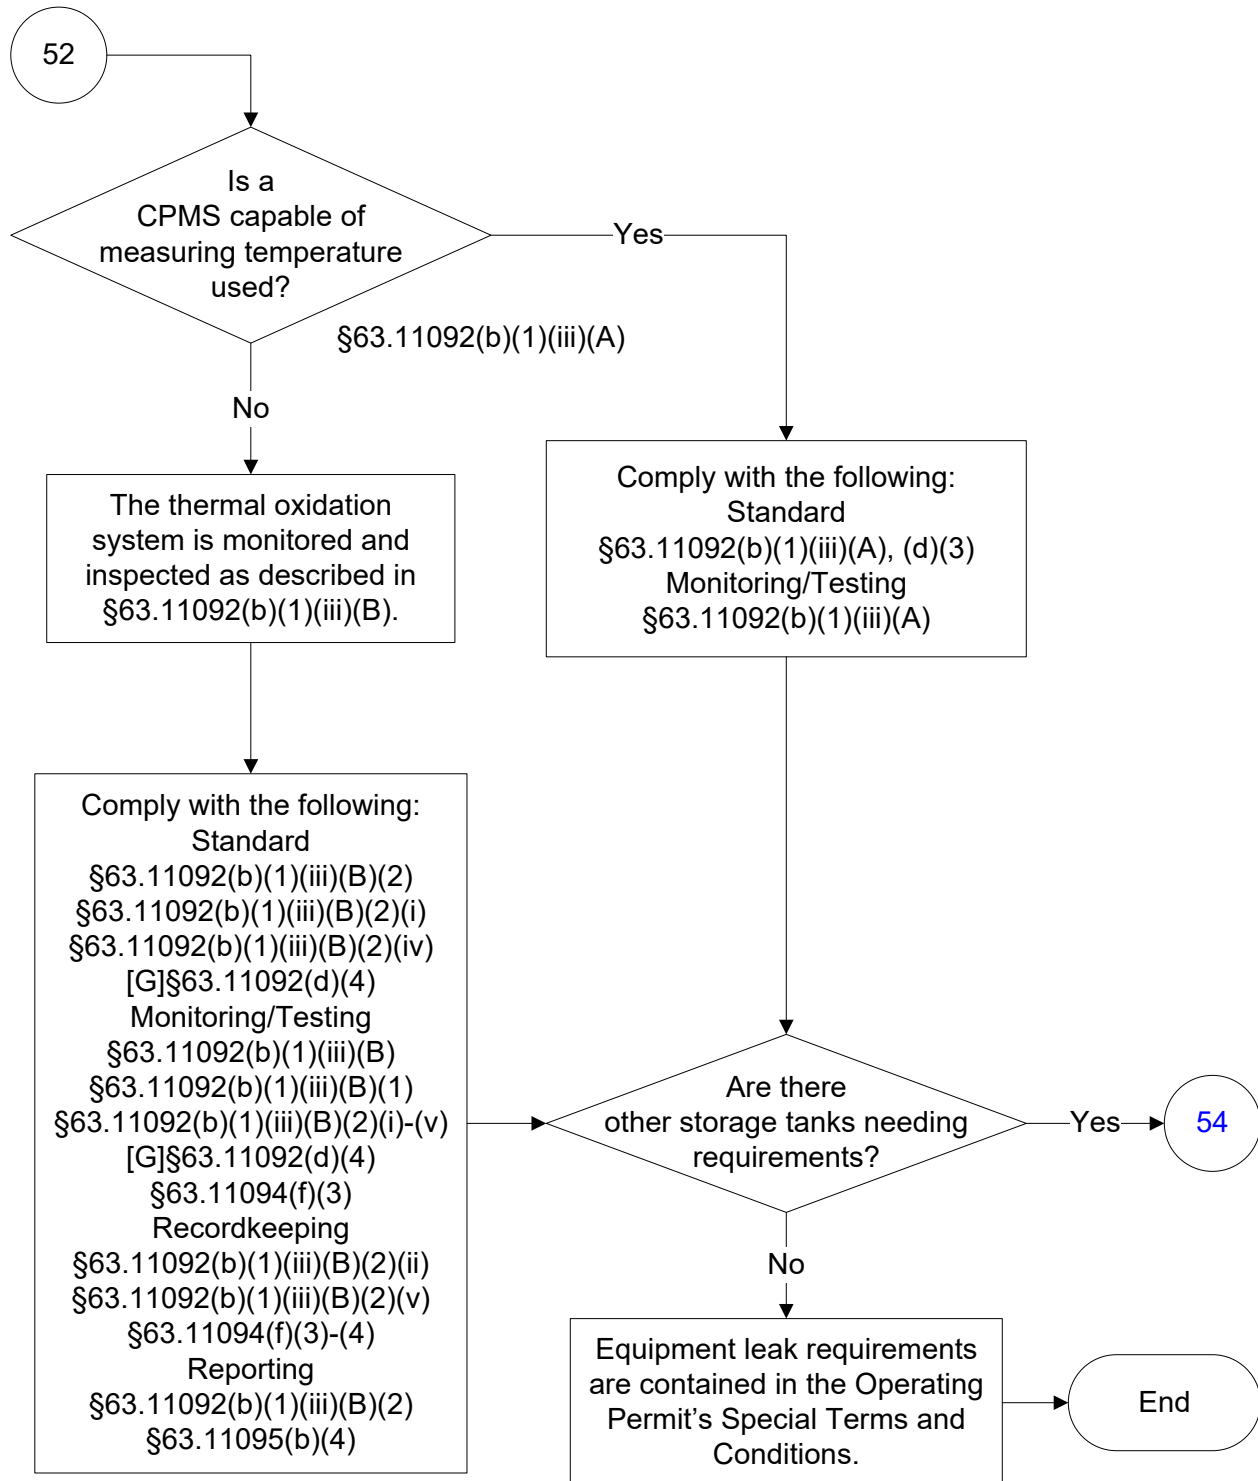 52
Is a
CPMS capable of
measuring temperature
used?
Yes
§63.11092(b)(1)(iii)(A)
No
The thermal oxidation
system is monitored and
inspected as described in
§63.11092(b)(1)(iii)(B).
Comply with the following:
Standard
§63.11092(b)(1)(iii)(A), (d)(3)
Monitoring/Testing
§63.11092(b)(1)(iii)(A)
Comply with the following:
Standard
§63.11092(b)(1)(iii)(B)(2)
§63.11092(b)(1)(iii)(B)(2)(i)
§63.11092(b)(1)(iii)(B)(2)(iv)
[G]§63.11092(d)(4)
Monitoring/Testing
§63.11092(b)(1)(iii)(B)
§63.11092(b)(1)(iii)(B)(1)
§63.11092(b)(1)(iii)(B)(2)(i)-(v)
[G]§63.11092(d)(4)
§63.11094(f)(3)
Recordkeeping
§63.11092(b)(1)(iii)(B)(2)(ii)
§63.11092(b)(1)(iii)(B)(2)(v)
§63.11094(f)(3)-(4)
Reporting
§63.11092(b)(1)(iii)(B)(2)
§63.11095(b)(4)
Are there
other storage tanks needing
requirements?
Yes
54
No
Equipment leak requirements
are contained in the Operating
Permit's Special Terms and
Conditions.
End